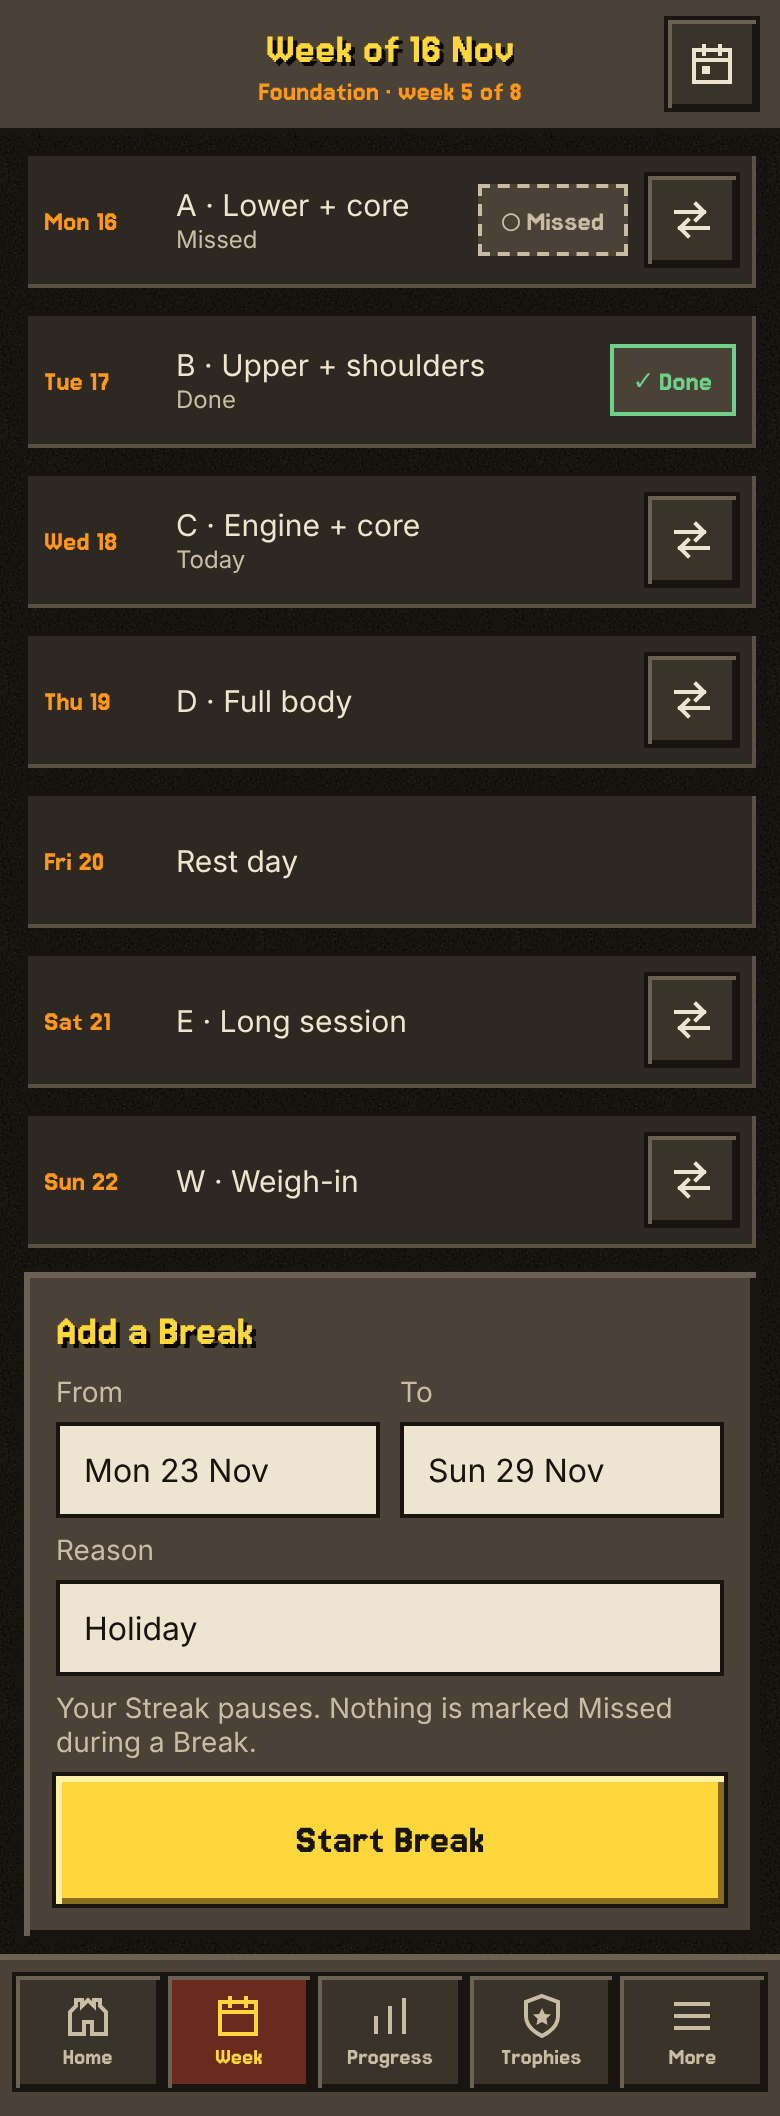 Week of 16 Nov
Foundation · week 5 of 8
Mon 16
A · Lower + core
Missed
○ Missed
Tue 17
B · Upper + shoulders
Done
✓ Done
Wed 18
C · Engine + core
Today
Thu 19
D · Full body
Fri 20
Rest day
Sat 21
E · Long session
Sun 22
W · Weigh-in
Add a Break
From
To
Mon 23 Nov
Sun 29 Nov
Reason
Holiday
Your Streak pauses. Nothing is marked Missed
during a Break.
Start Break
Home
Week
Progress
Trophies
More